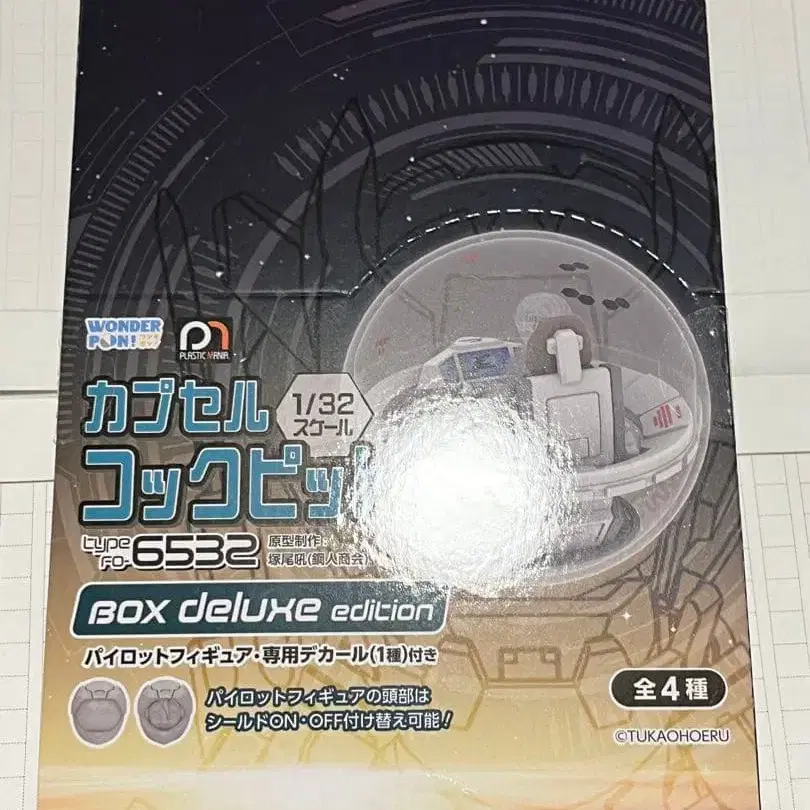 WONDER
PON!
PLASTIC MANIA
カプセル
1/32
スケール
コックピッ
type
FO-
6532
原型制作:
塚尾吼(鋼人商会)
BOX deluxe edition
パイロットフィギュア・専用デカール(1種)付き
パイロットフィギュアの頭部は
シールドON・OFF付け替え可能!
全4種
©TUKAOHOERU